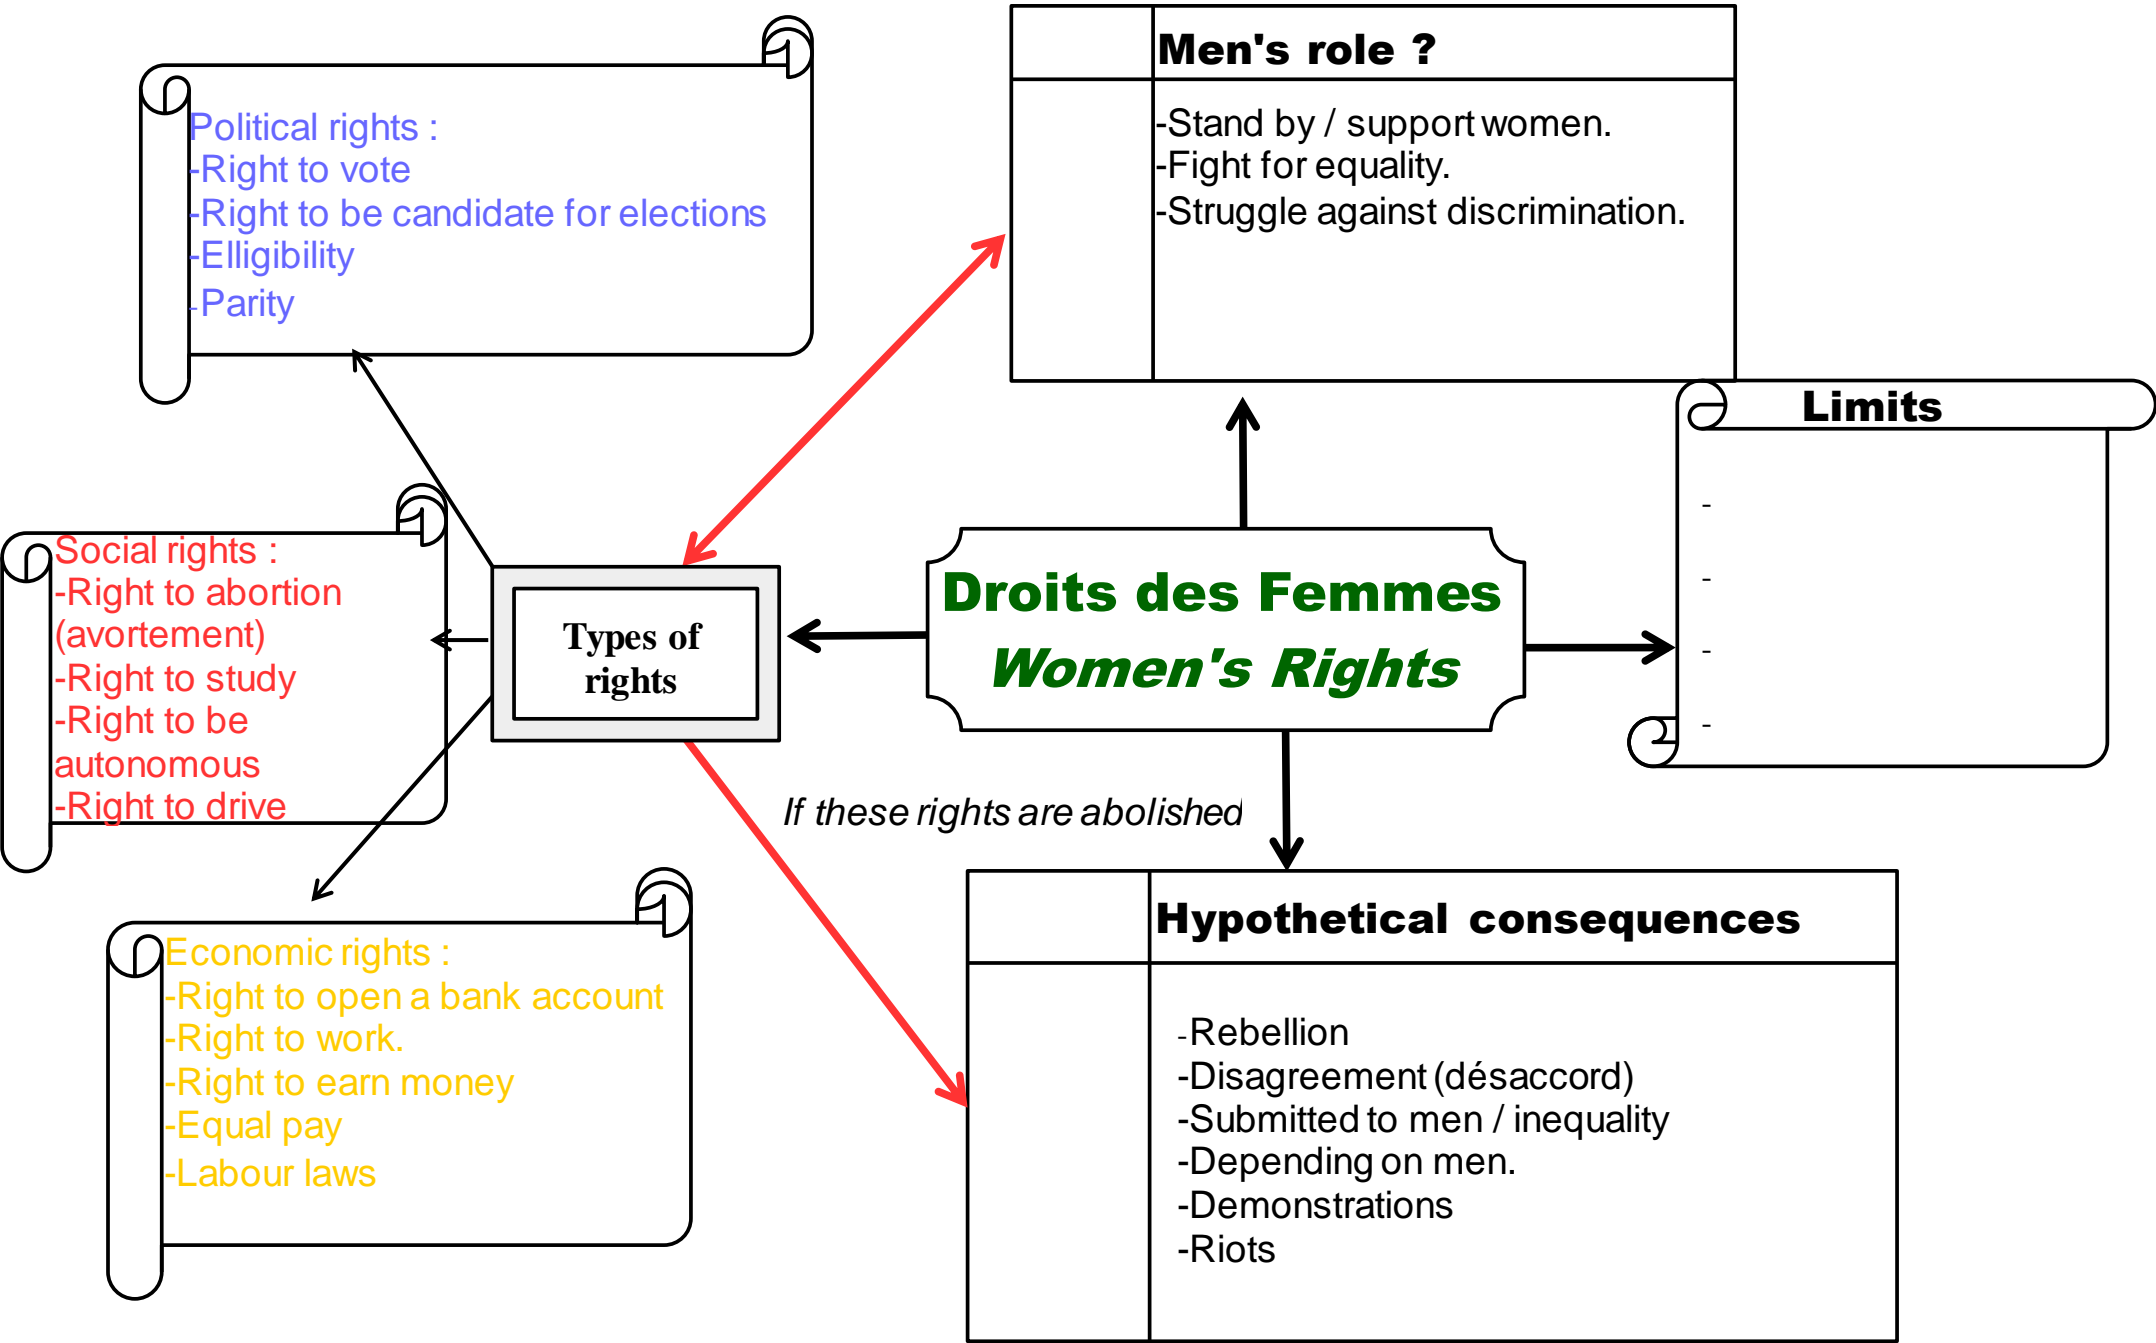 Men's role ?
-Stand by / support women.
-Fight for equality.
-Struggle against discrimination.
Political rights :
-Right to vote
-Right to be candidate for elections
-Elligibility
-Parity
Limits
-
-
-
-
Social rights :
-Right to abortion
(avortement)
-Right to study
-Right to be
autonomous
-Right to drive
Types of
rights
Droits des Femmes
Women's Rights
If these rights are abolished
Economic rights :
-Right to open a bank account
-Right to work.
-Right to earn money
-Equal pay
-Labour laws
Hypothetical consequences
-Rebellion
-Disagreement (désaccord)
-Submitted to men / inequality
-Depending on men.
-Demonstrations
-Riots